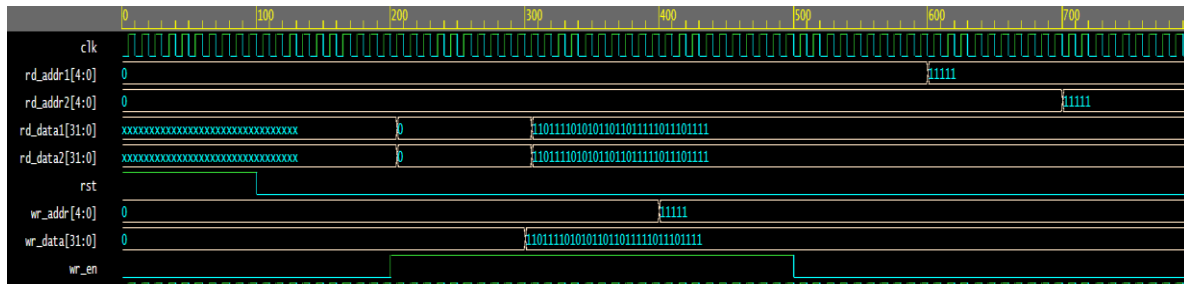 0 100 200 300 400 500 600 700
clk
rd_addr1[4:0] 0 11111
rd_addr2[4:0] 0 11111
rd_data1[31:0] xxxxxxxxxxxxxxxxxxxxxxxxxxxxxxxx 0 11011110101011011011111011101111
rd_data2[31:0] xxxxxxxxxxxxxxxxxxxxxxxxxxxxxxxx 0 11011110101011011011111011101111
rst
wr_addr[4:0] 0 11111
wr_data[31:0] 0 11011110101011011011111011101111
wr_en